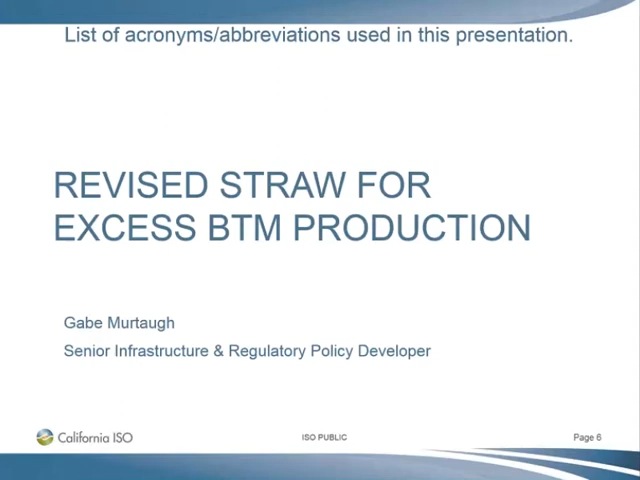 List of acronyms/abbreviations used in this presentation.
REVISED STRAW FOR
EXCESS BTM PRODUCTION
Gabe Murtaugh
Senior Infrastructure & Regulatory Policy Developer
California ISO
ISO PUBLIC
Page 6